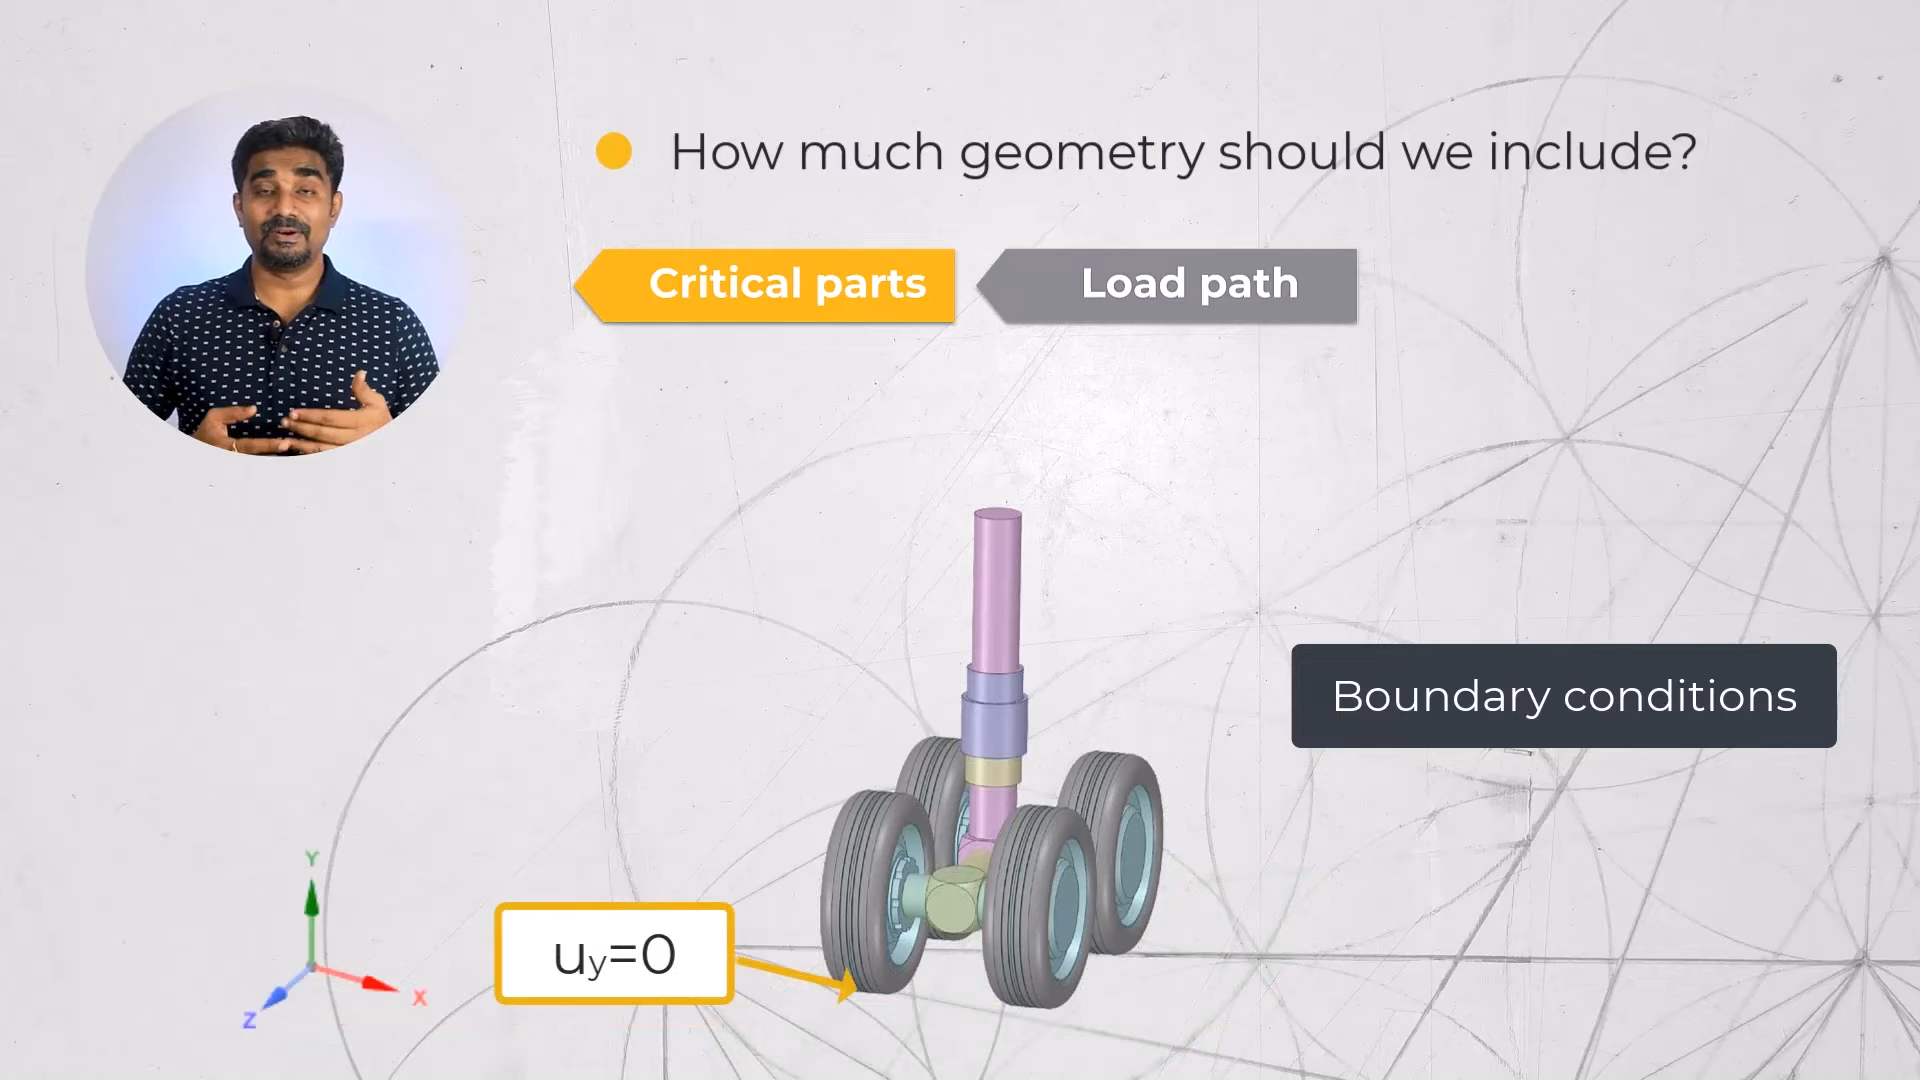 How much geometry should we include?
Critical parts
Load path
Boundary conditions
Y
X
Z
uy=0